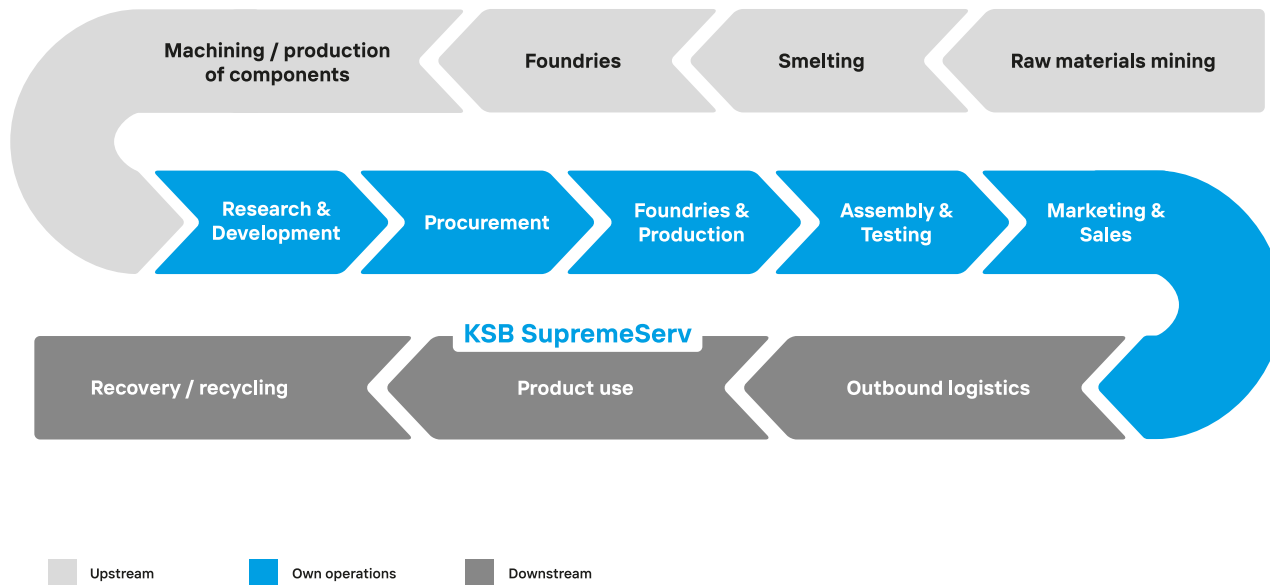 Machining / production
of components
Foundries
Smelting
Raw materials mining
Research &
Development
Procurement
Foundries &
Production
Assembly &
Testing
Marketing &
Sales
KSB SupremeServ
Recovery / recycling
Product use
Outbound logistics
Upstream
Own operations
Downstream